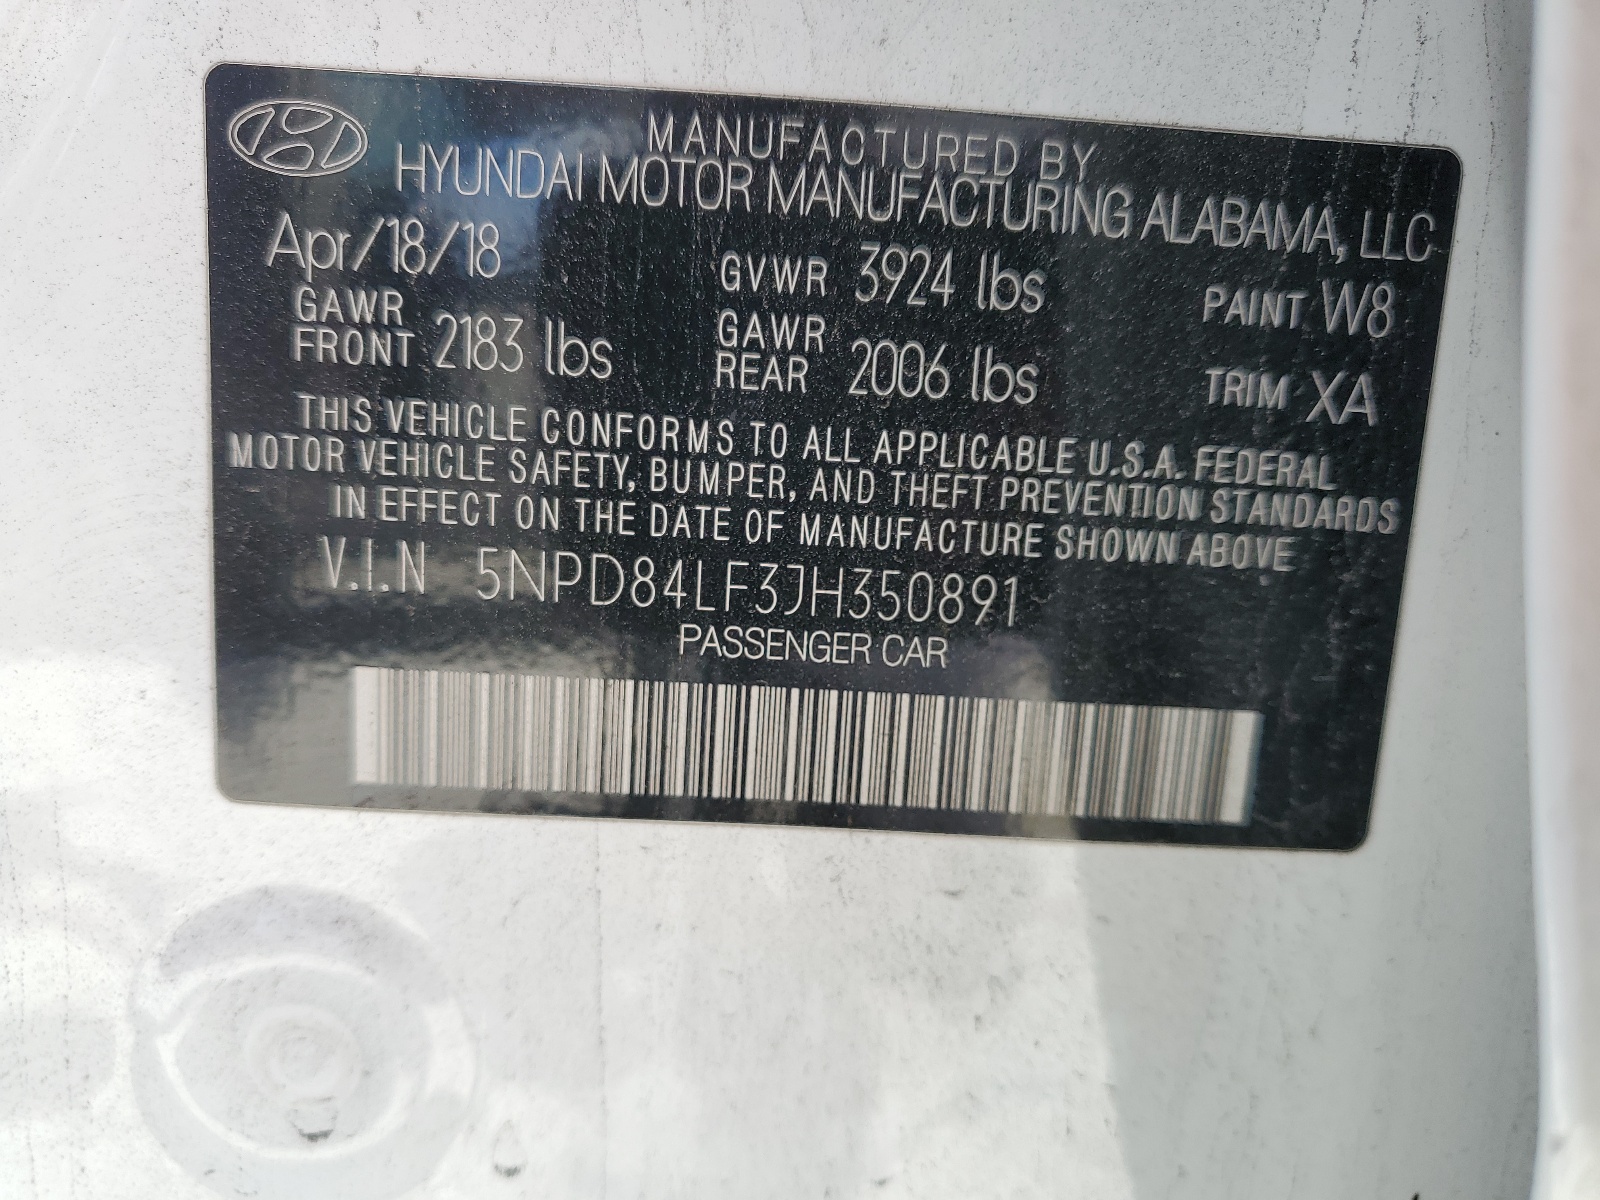 MANUFACTURED BY
HYUNDAI MOTOR MANUFACTURING ALABAMA, LLC
Apr/18/18 GVWR 3924 lbs PAINT W8
GAWR FRONT 2183 lbs GAWR REAR 2006 lbs TRIM XA
THIS VEHICLE CONFORMS TO ALL APPLICABLE U.S.A. FEDERAL
MOTOR VEHICLE SAFETY, BUMPER, AND THEFT PREVENTION STANDARDS
IN EFFECT ON THE DATE OF MANUFACTURE SHOWN ABOVE
V.I.N 5NPD84LF3JH350891
PASSENGER CAR